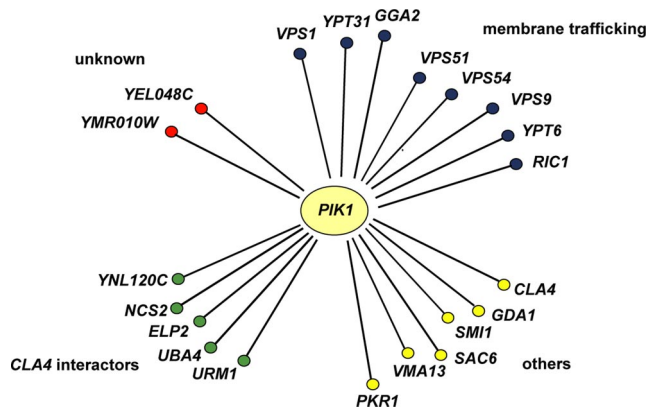 GGA2
YPT31
VPS1
membrane trafficking
unknown
VPS51
VPS54
YEL048C
VPS9
YMR010W
YPT6
RIC1
PIK1
YNL120C
CLA4
NCS2
GDA1
ELP2
SMI1
UBA4
SAC6
CLA4 interactors
others
URM1
VMA13
PKR1